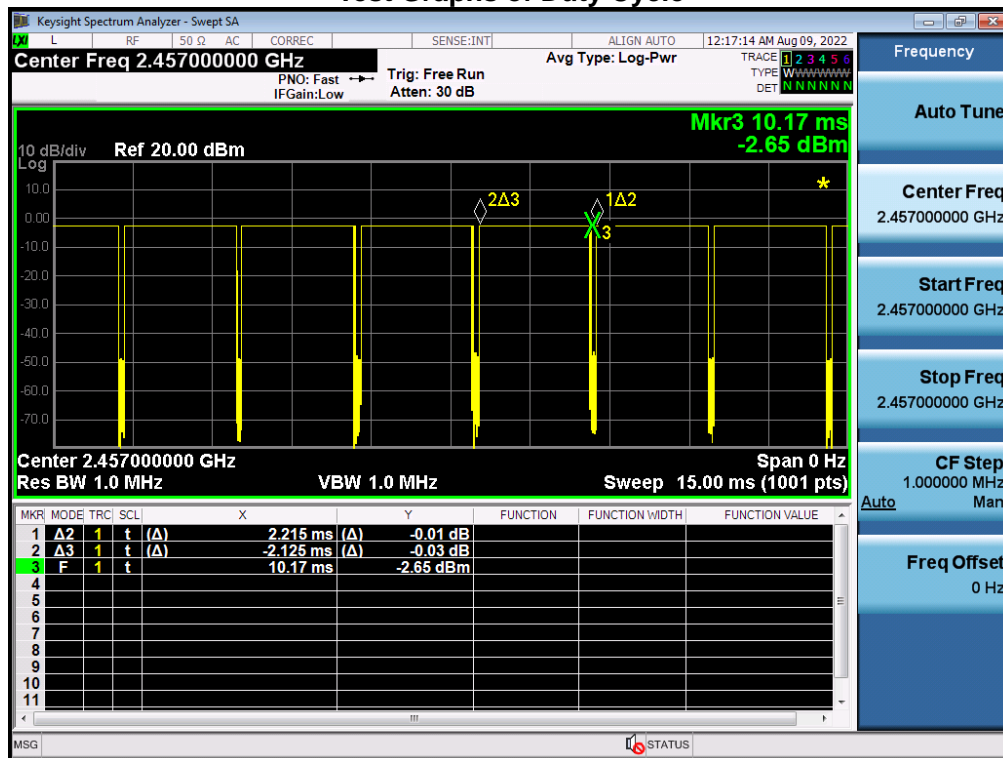 Test Graphs of Duty Cycle
Keysight Spectrum Analyzer - Swept SA
LXI L RF 50 Ω AC CORREC SENSE:INT ALIGN AUTO 12:17:14 AM Aug 09, 2022
Center Freq 2.457000000 GHz
PNO: Fast
IFGain:Low
Trig: Free Run
Atten: 30 dB
Avg Type: Log-Pwr
TRACE 1 2 3 4 5 6
TYPE WWWWWW
DET N N N N N N
Mkr3 10.17 ms
-2.65 dBm
10 dB/div Ref 20.00 dBm
Log
10.0
0.00
-10.0
-20.0
-30.0
-40.0
-50.0
-60.0
-70.0
2Δ3
1Δ2
3
*
Center 2.457000000 GHz Span 0 Hz
Res BW 1.0 MHz VBW 1.0 MHz Sweep 15.00 ms (1001 pts)
MKR MODE TRC SCL X Y FUNCTION FUNCTION WIDTH FUNCTION VALUE
1 Δ2 1 t (Δ) 2.215 ms (Δ) -0.01 dB
2 Δ3 1 t (Δ) -2.125 ms (Δ) -0.03 dB
3 F 1 t 10.17 ms -2.65 dBm
4
5
6
7
8
9
10
11
MSG STATUS
Frequency
Auto Tune
Center Freq
2.457000000 GHz
Start Freq
2.457000000 GHz
Stop Freq
2.457000000 GHz
CF Step
1.000000 MHz
Auto Man
Freq Offset
0 Hz